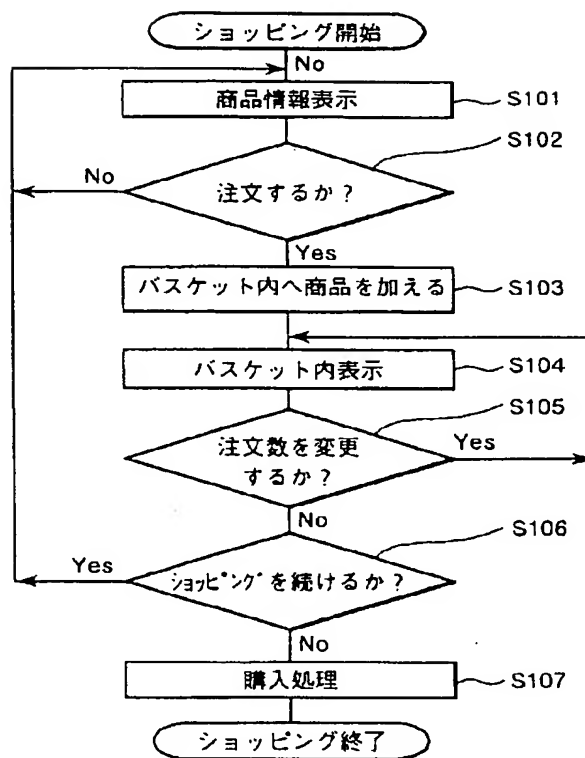 ショッピング開始
No
商品情報表示
S101
S102
No
注文するか？
Yes
バスケット内へ商品を加える
S103
バスケット内表示
S104
S105
注文数を変更
するか？
Yes
No
S106
Yes
ｼｮｯﾋﾟﾝｸﾞを続けるか？
No
購入処理
S107
ショッピング終了